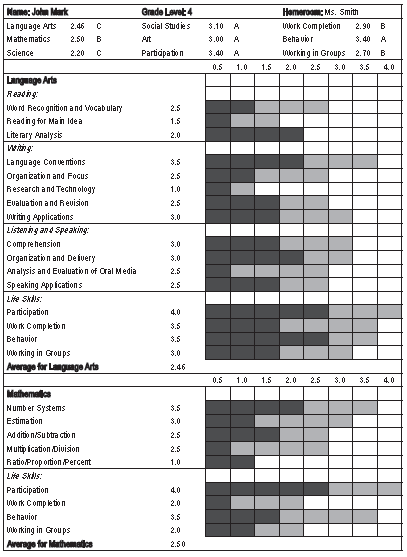 Name: John Mark Grade Level: 4 Homeroom: Ms. Smith
Language Arts 2.46 C Social Studies 3.10 A Work Completion 2.90 B
Mathematics 2.50 B Art 3.00 A Behavior 3.40 A
Science 2.20 C Participation 3.40 A Working in Groups 2.70 B
0.5 1.0 1.5 2.0 2.5 3.0 3.5 4.0
Language Arts
Reading:
Word Recognition and Vocabulary 2.5
Reading for Main Idea 1.5
Literary Analysis 2.0
Writing:
Language Conventions 3.5
Organization and Focus 2.5
Research and Technology 1.0
Evaluation and Revision 2.5
Writing Applications 3.0
Listening and Speaking:
Comprehension 3.0
Organization and Delivery 3.0
Analysis and Evaluation of Oral Media 2.5
Speaking Applications 2.5
Life Skills:
Participation 4.0
Work Completion 3.5
Behavior 3.5
Working in Groups 3.0
Average for Language Arts 2.46
0.5 1.0 1.5 2.0 2.5 3.0 3.5 4.0
Mathematics
Number Systems 3.5
Estimation 3.0
Addition/Subtraction 2.5
Multiplication/Division 2.5
Ratio/Proportion/Percent 1.0
Life Skills:
Participation 4.0
Work Completion 2.0
Behavior 3.5
Working in Groups 2.0
Average for Mathematics 2.50